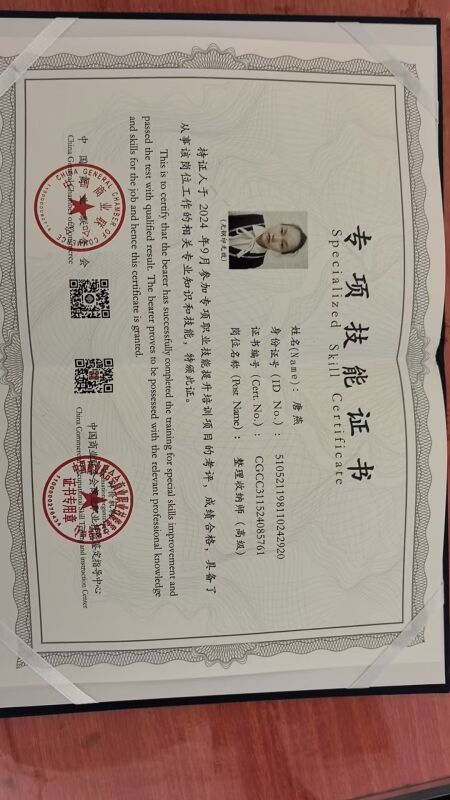 专项技能证书
Specialized Skill Certificate
姓名(Name)：唐燕
身份证号(ID No.)：510521198110242920
证书编号(Cert. No.)：CGCC311524085761
岗位名称(Post Name)：整理收纳师（高级）
(无钢印无效)
持证人于 2024 年9月参加专项职业技能提升培训项目的考评，成绩合格，具备了
从事该岗位工作的相关专业知识和技能，特颁此证。
This is to certify that the bearer has successfully completed the training for special skills improvement and
passed the test with qualified result. The bearer proves to be possessed with the relevant professional knowledge
and skills for the job and hence this certificate is granted.
中国商业联合会
China General Chamber of Commerce
CHINA GENERAL CHAMBER OF COMMERCE
中国商业联合会商业职业技能鉴定指导中心
China Commercial Occupational Skill Testing and instruction Center
证书专用章
1100000276434